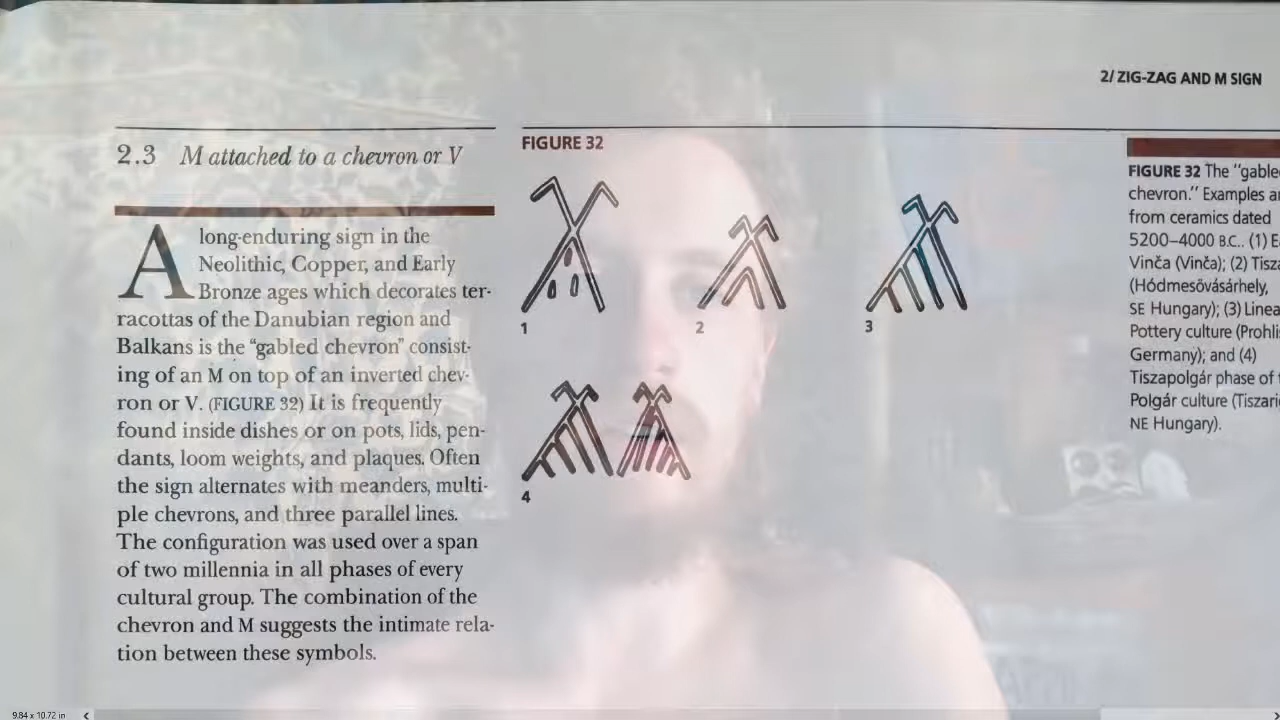 2/ ZIG-ZAG AND M SIGN
2.3 M attached to a chevron or V
A long-enduring sign in the
Neolithic, Copper, and Early
Bronze ages which decorates ter-
racottas of the Danubian region and
Balkans is the "gabled chevron" consist-
ing of an M on top of an inverted chev-
ron or V. (FIGURE 32) It is frequently
found inside dishes or on pots, lids, pen-
dants, loom weights, and plaques. Often
the sign alternates with meanders, multi-
ple chevrons, and three parallel lines.
The configuration was used over a span
of two millennia in all phases of every
cultural group. The combination of the
chevron and M suggests the intimate rela-
tion between these symbols.
FIGURE 32
1
2
3
4
FIGURE 32 The "gable
chevron." Examples a
from ceramics dated
5200–4000 B.C.. (1) E
Vinča (Vinča); (2) Tisza
(Hódmesövásárhely,
SE Hungary); (3) Linea
Pottery culture (Prohlis
Germany); and (4)
Tiszapolgár phase of
Polgár culture (Tiszari
NE Hungary).
9.84 x 10.72 in